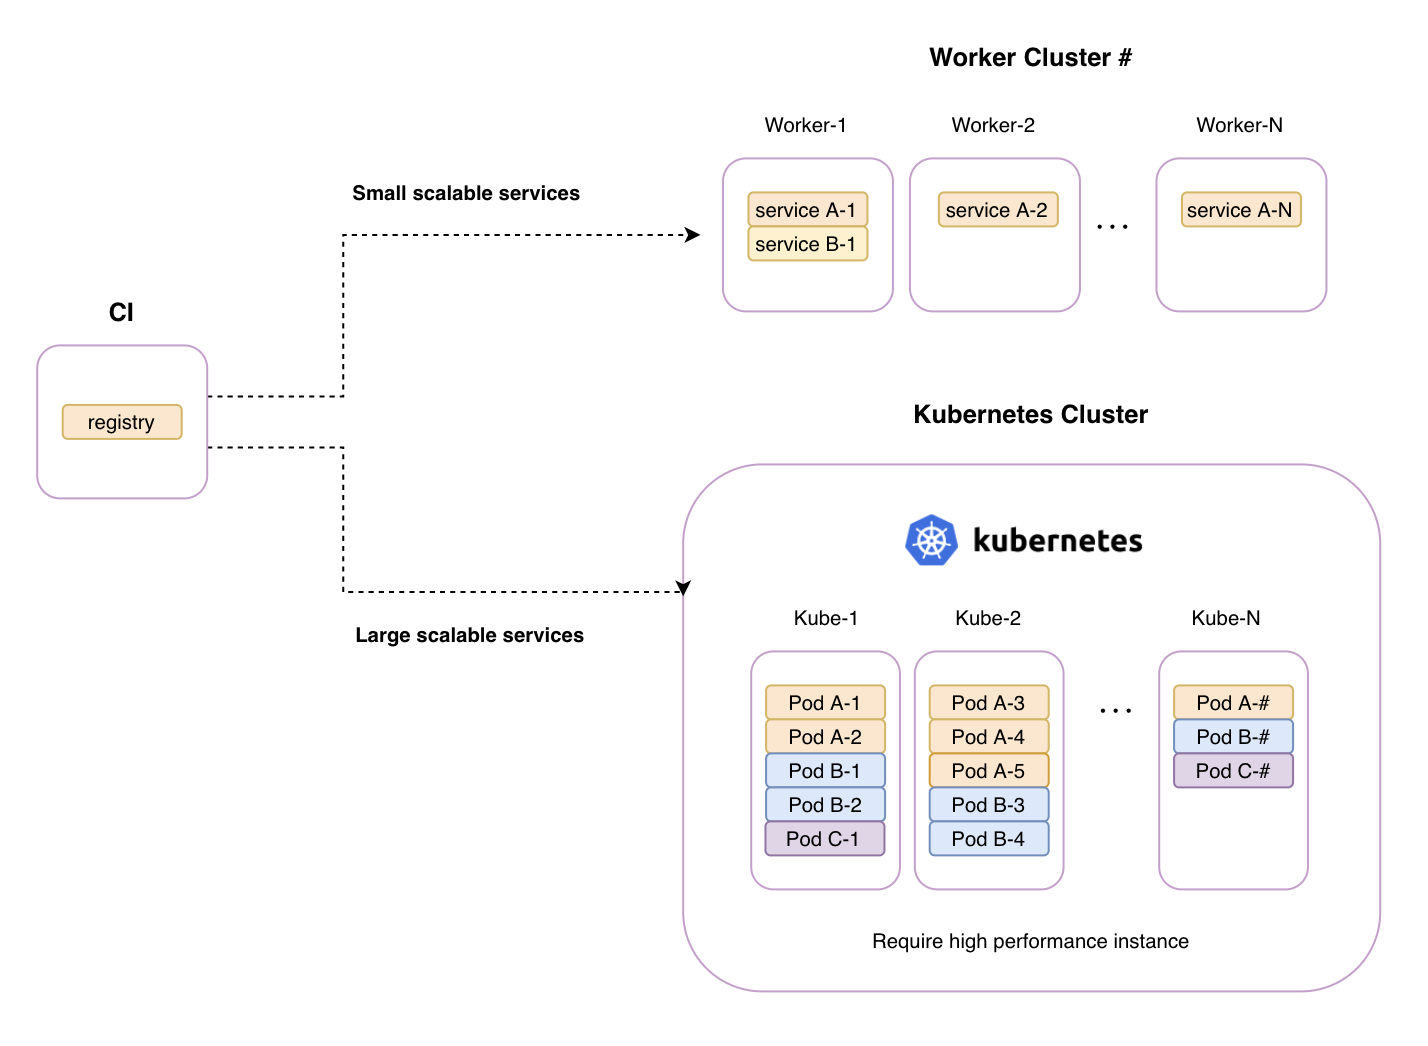 Worker Cluster #
Worker-1
Worker-2
Worker-N
service A-1
service B-1
service A-2
...
service A-N
Small scalable services
CI
registry
Large scalable services
Kubernetes Cluster
kubernetes
Kube-1
Kube-2
Kube-N
Pod A-1
Pod A-2
Pod B-1
Pod B-2
Pod C-1
Pod A-3
Pod A-4
Pod A-5
Pod B-3
Pod B-4
...
Pod A-#
Pod B-#
Pod C-#
Require high performance instance